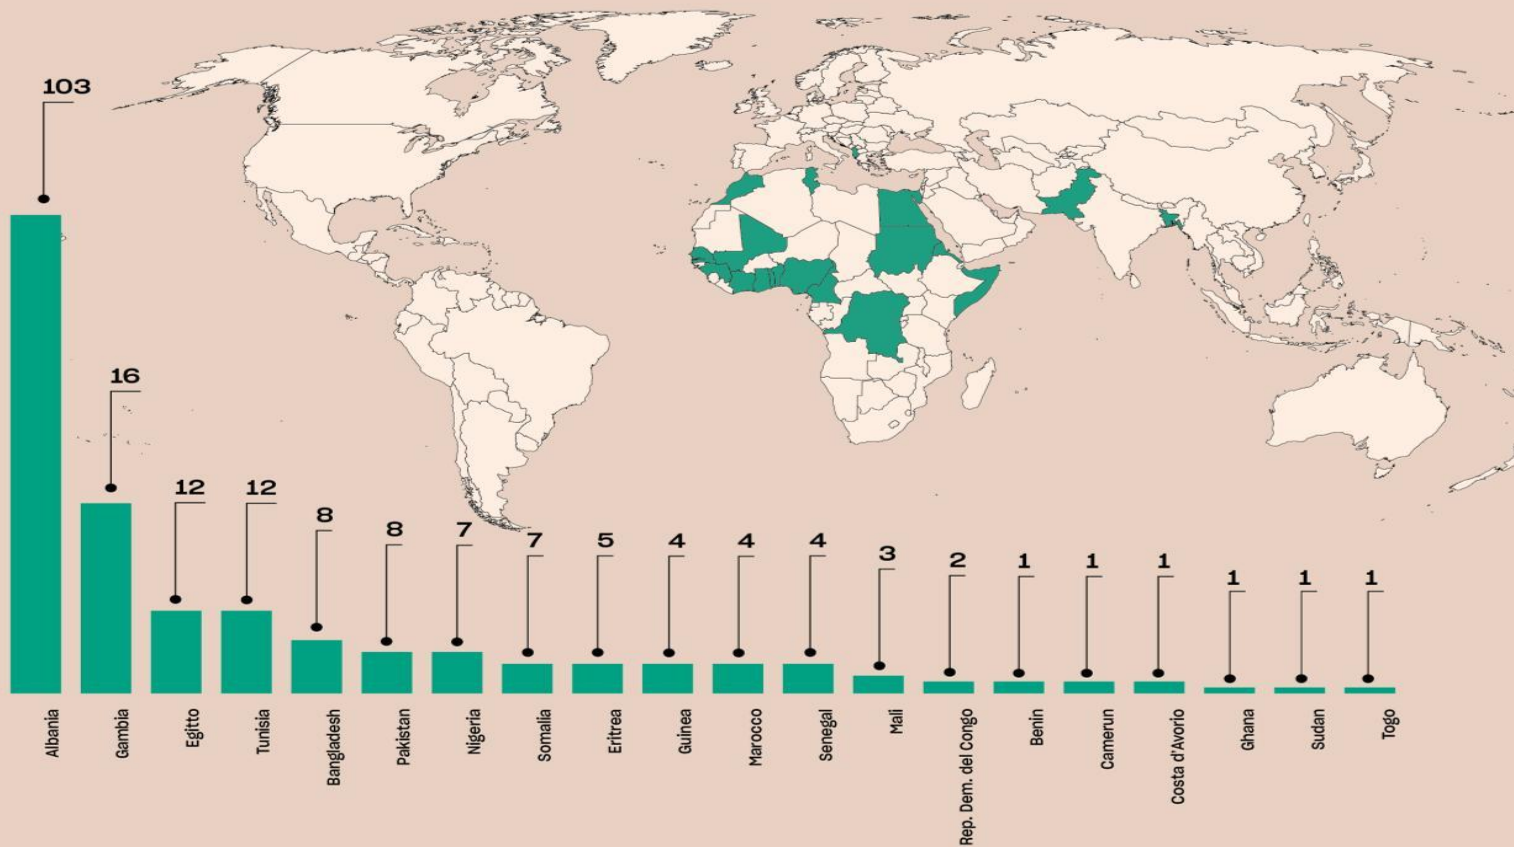 103
16
12
12
8
8
7
7
5
4
4
4
3
2
1
1
1
1
1
1
Albania
Gambia
Egitto
Tunisia
Bangladesh
Pakistan
Nigeria
Somalia
Eritrea
Guinea
Marocco
Senegal
Mali
Rep. Dem. del Congo
Benin
Camerun
Costa d'Avorio
Ghana
Sudan
Togo